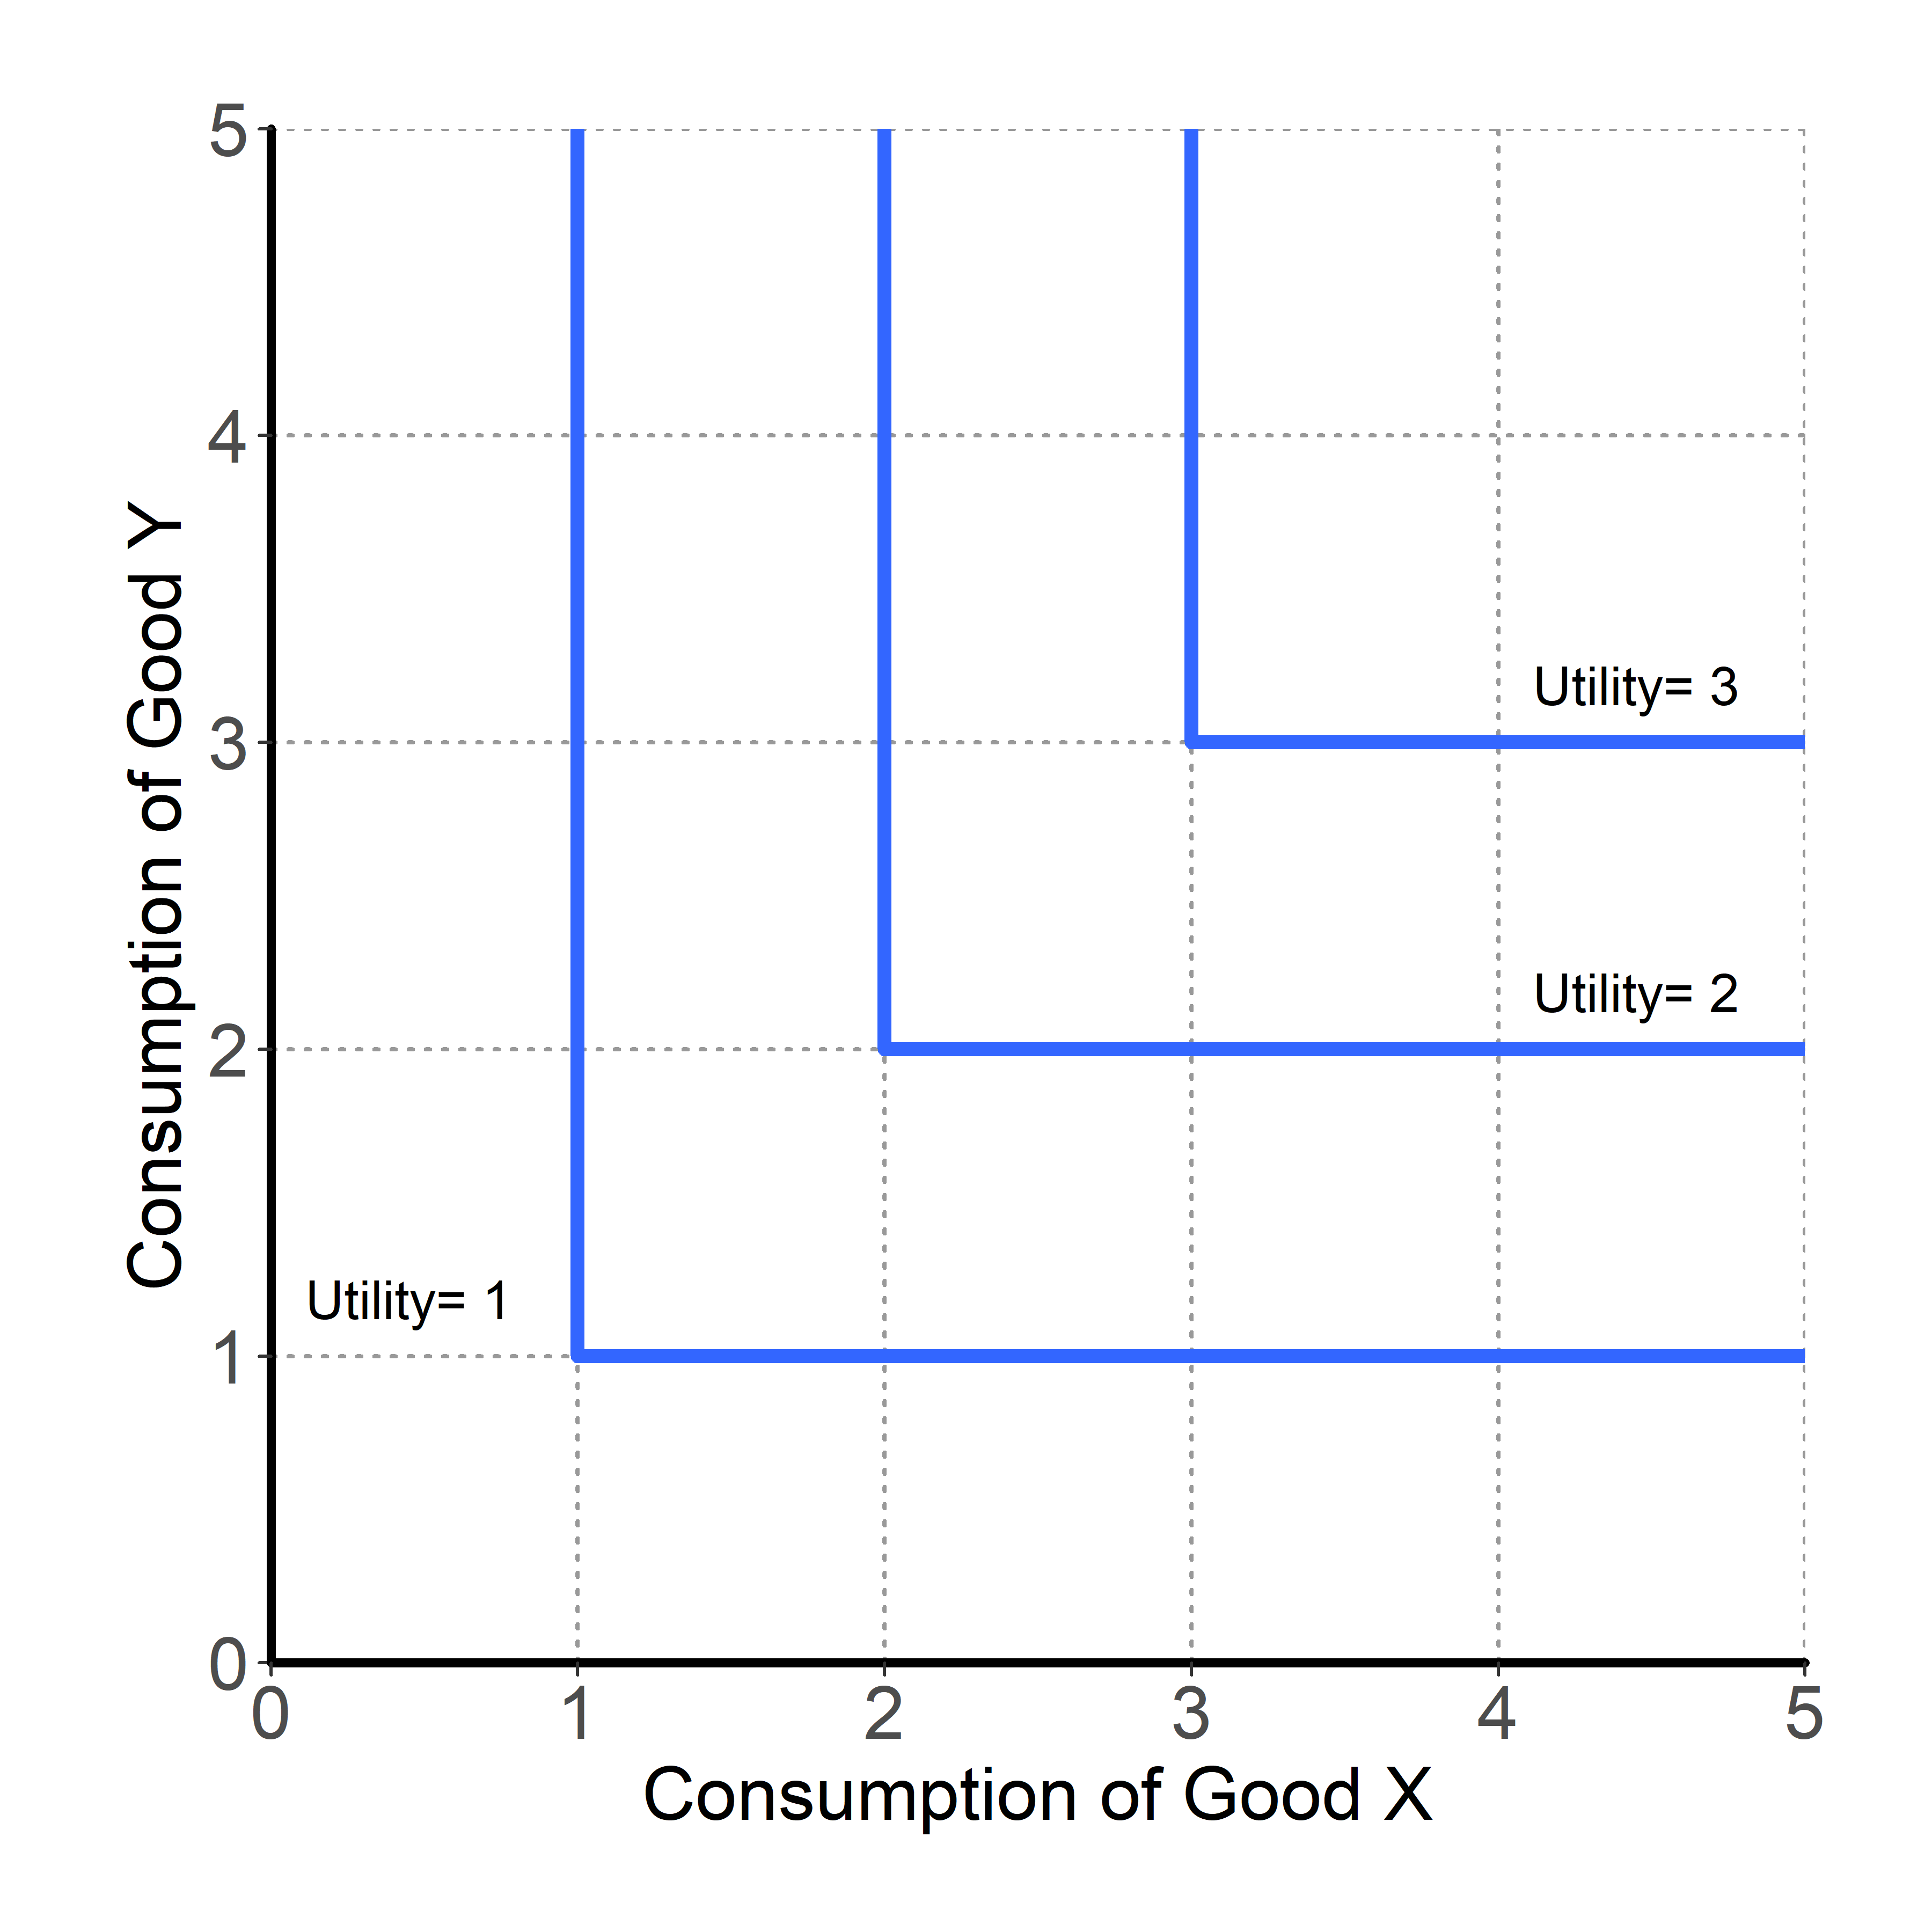 5
4
3
2
1
0
Consumption of Good Y
Utility= 3
Utility= 2
Utility= 1
0 1 2 3 4 5
Consumption of Good X